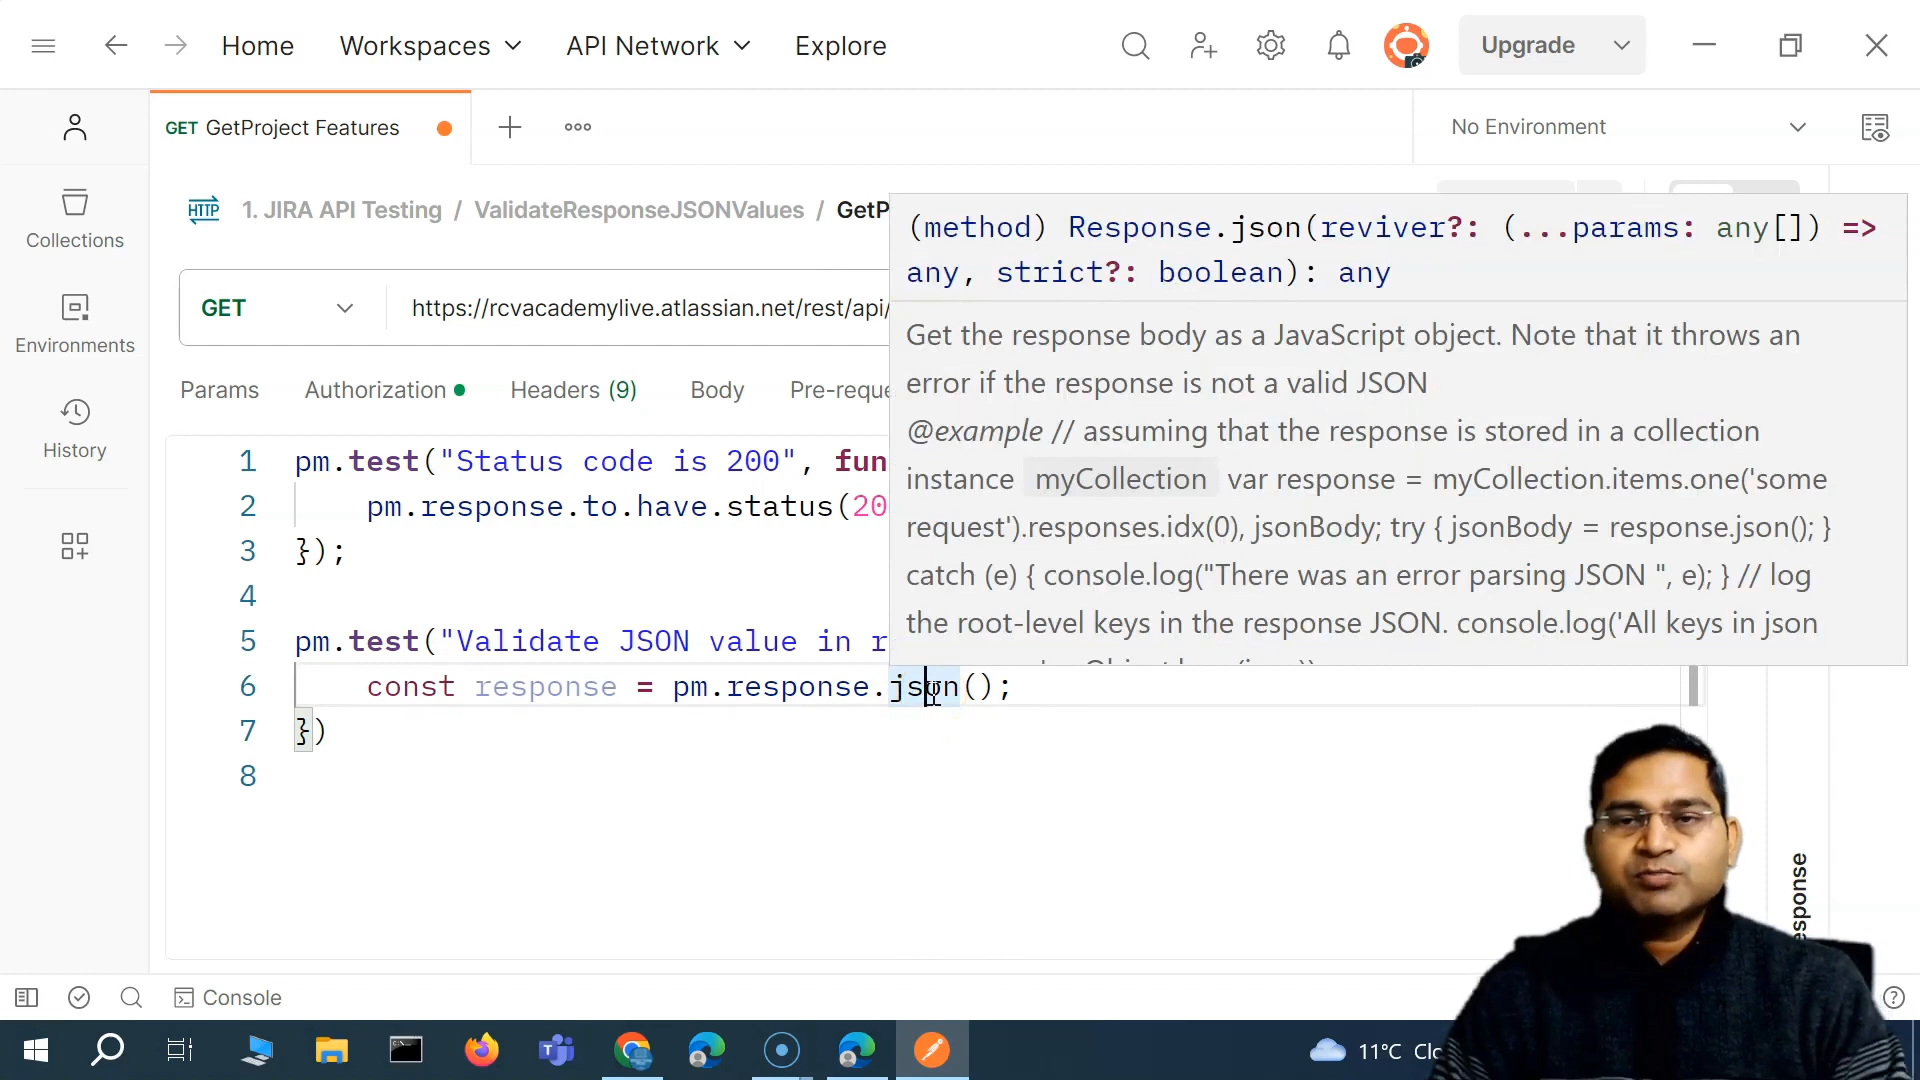 Home
Workspaces
API Network
Explore
Upgrade
GET GetProject Features
No Environment
Collections
Environments
History
HTTP
1. JIRA API Testing / ValidateResponseJSONValues / GetP
GET
https://rcvacademylive.atlassian.net/rest/api/
Params
Authorization
Headers (9)
Body
Pre-reque
(method) Response.json(reviver?: (...params: any[]) =>
any, strict?: boolean): any
Get the response body as a JavaScript object. Note that it throws an
error if the response is not a valid JSON
@example // assuming that the response is stored in a collection
instance myCollection var response = myCollection.items.one('some
request').responses.idx(0), jsonBody; try { jsonBody = response.json(); }
catch (e) { console.log("There was an error parsing JSON ", e); } // log
the root-level keys in the response JSON. console.log('All keys in json
1 pm.test("Status code is 200", fun
2 pm.response.to.have.status(20
3 });
4
5 pm.test("Validate JSON value in r
6 const response = pm.response.json();
7 })
8
esponse
Console
11°C Clo